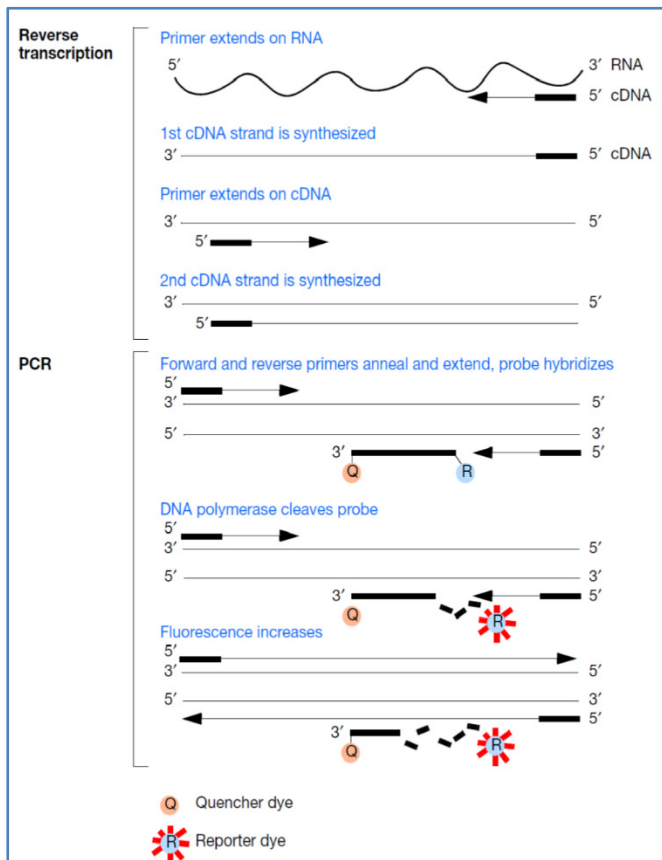 Reverse
transcription
Primer extends on RNA
5′ 3′ RNA
5′ cDNA
1st cDNA strand is synthesized
3′ 5′ cDNA
Primer extends on cDNA
3′ 5′
5′
2nd cDNA strand is synthesized
3′ 5′
5′
PCR
Forward and reverse primers anneal and extend, probe hybridizes
5′
3′ 5′
5′ 3′
3′ 5′
Q R
DNA polymerase cleaves probe
5′
3′ 5′
5′ 3′
3′ 5′
Q R
Fluorescence increases
5′
3′ 5′
5′ 3′
5′
3′
Q R
Q Quencher dye
R Reporter dye